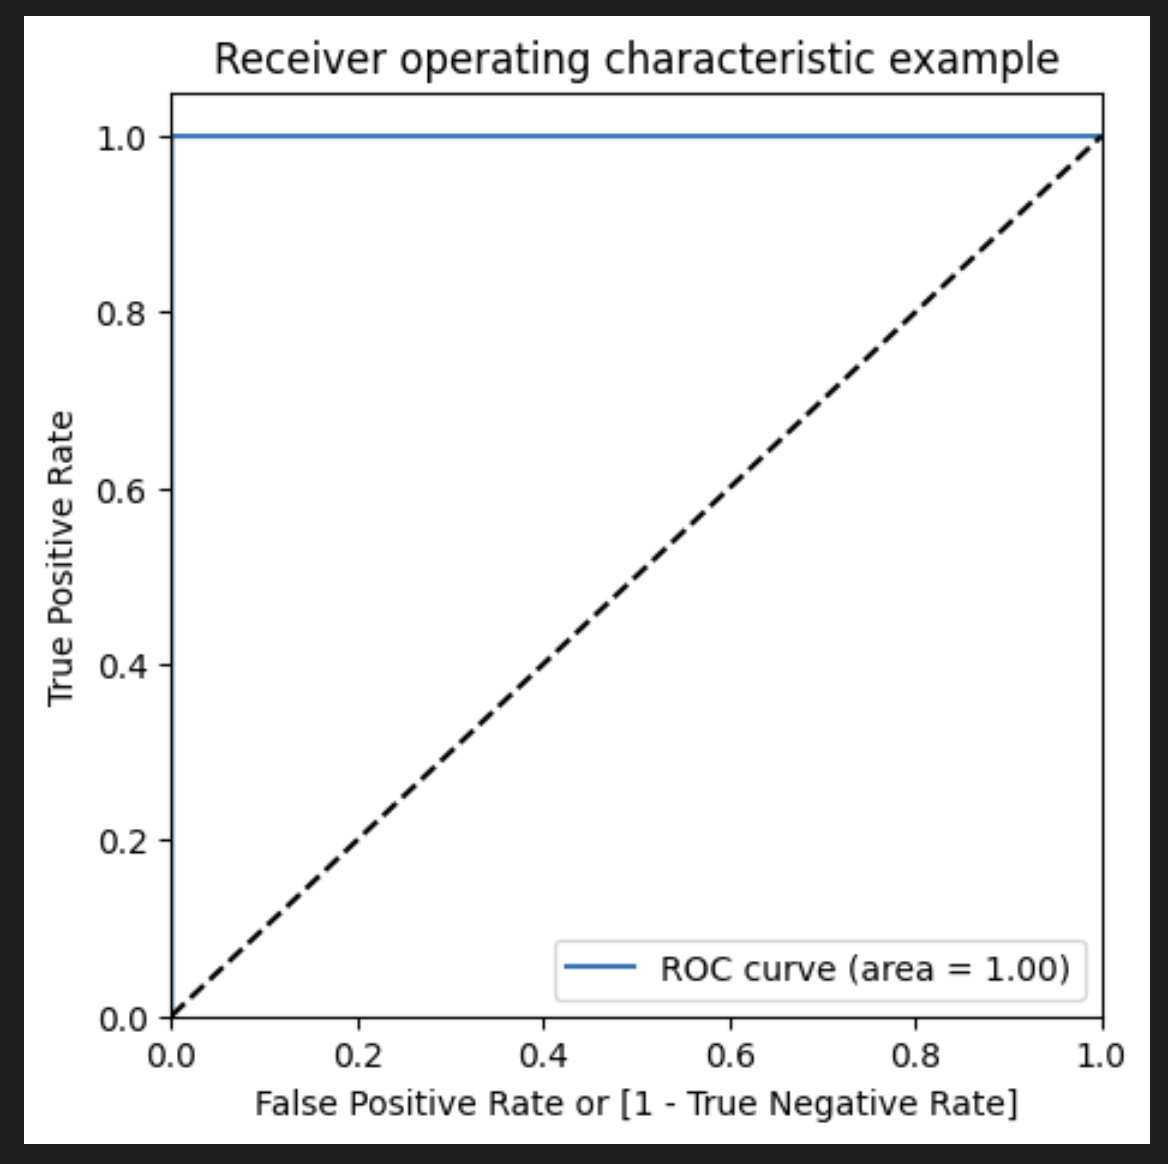 Receiver operating characteristic example
1.0
0.8
0.6
0.4
0.2
0.0
True Positive Rate
ROC curve (area = 1.00)
0.0 0.2 0.4 0.6 0.8 1.0
False Positive Rate or [1 - True Negative Rate]